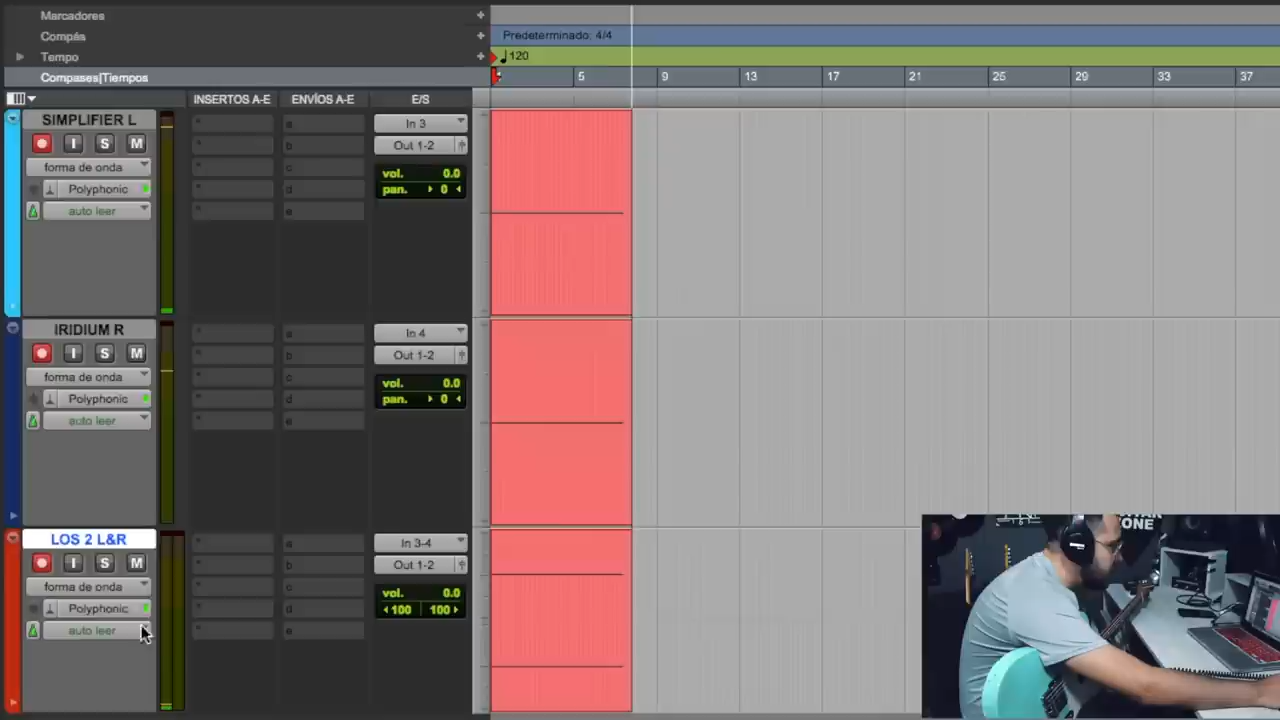 Marcadores
Compás
Predeterminado: 4/4
Tempo
120
Compases|Tiempos
5 9 13 17 21 25 29 33 37
INSERTOS A-E ENVÍOS A-E E/S
SIMPLIFIER L
I S M
forma de onda
Polyphonic
auto leer
a
b
c
d
e
In 3
Out 1-2
vol. 0.0
pan. 0
IRIDIUM R
I S M
forma de onda
Polyphonic
auto leer
a
b
c
d
e
In 4
Out 1-2
vol. 0.0
pan. 0
LOS 2 L&R
I S M
forma de onda
Polyphonic
auto leer
a
b
c
d
e
In 3-4
Out 1-2
vol. 0.0
100 100
ZONE